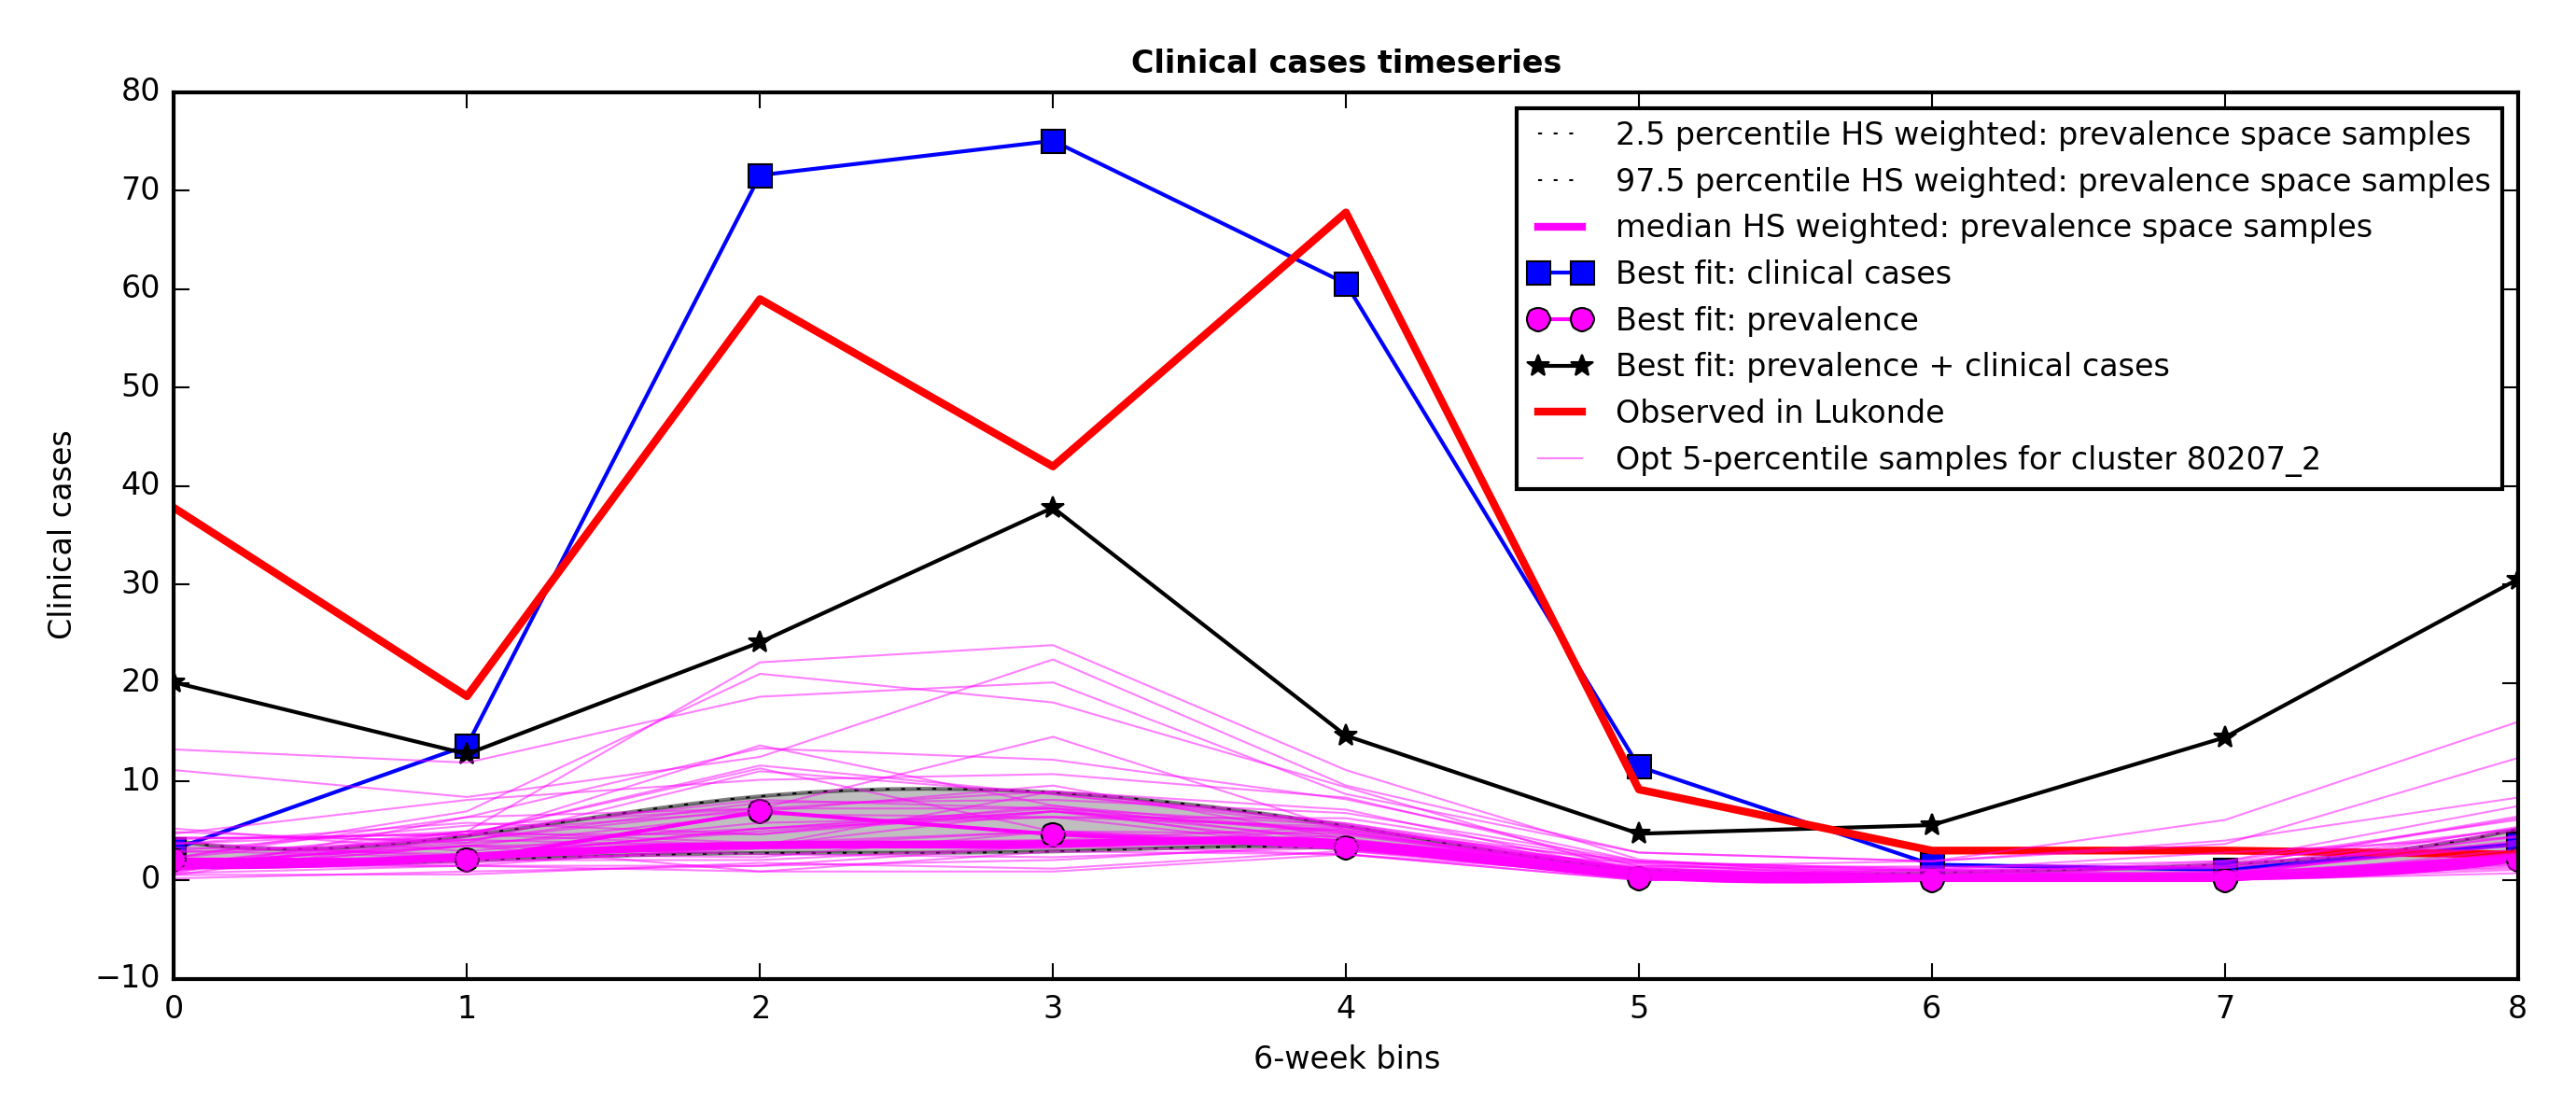 Clinical cases timeseries
80
70
60
50
40
30
20
10
0
−10
Clinical cases
2.5 percentile HS weighted: prevalence space samples
97.5 percentile HS weighted: prevalence space samples
median HS weighted: prevalence space samples
Best fit: clinical cases
Best fit: prevalence
Best fit: prevalence + clinical cases
Observed in Lukonde
Opt 5-percentile samples for cluster 80207_2
0 1 2 3 4 5 6 7 8
6-week bins